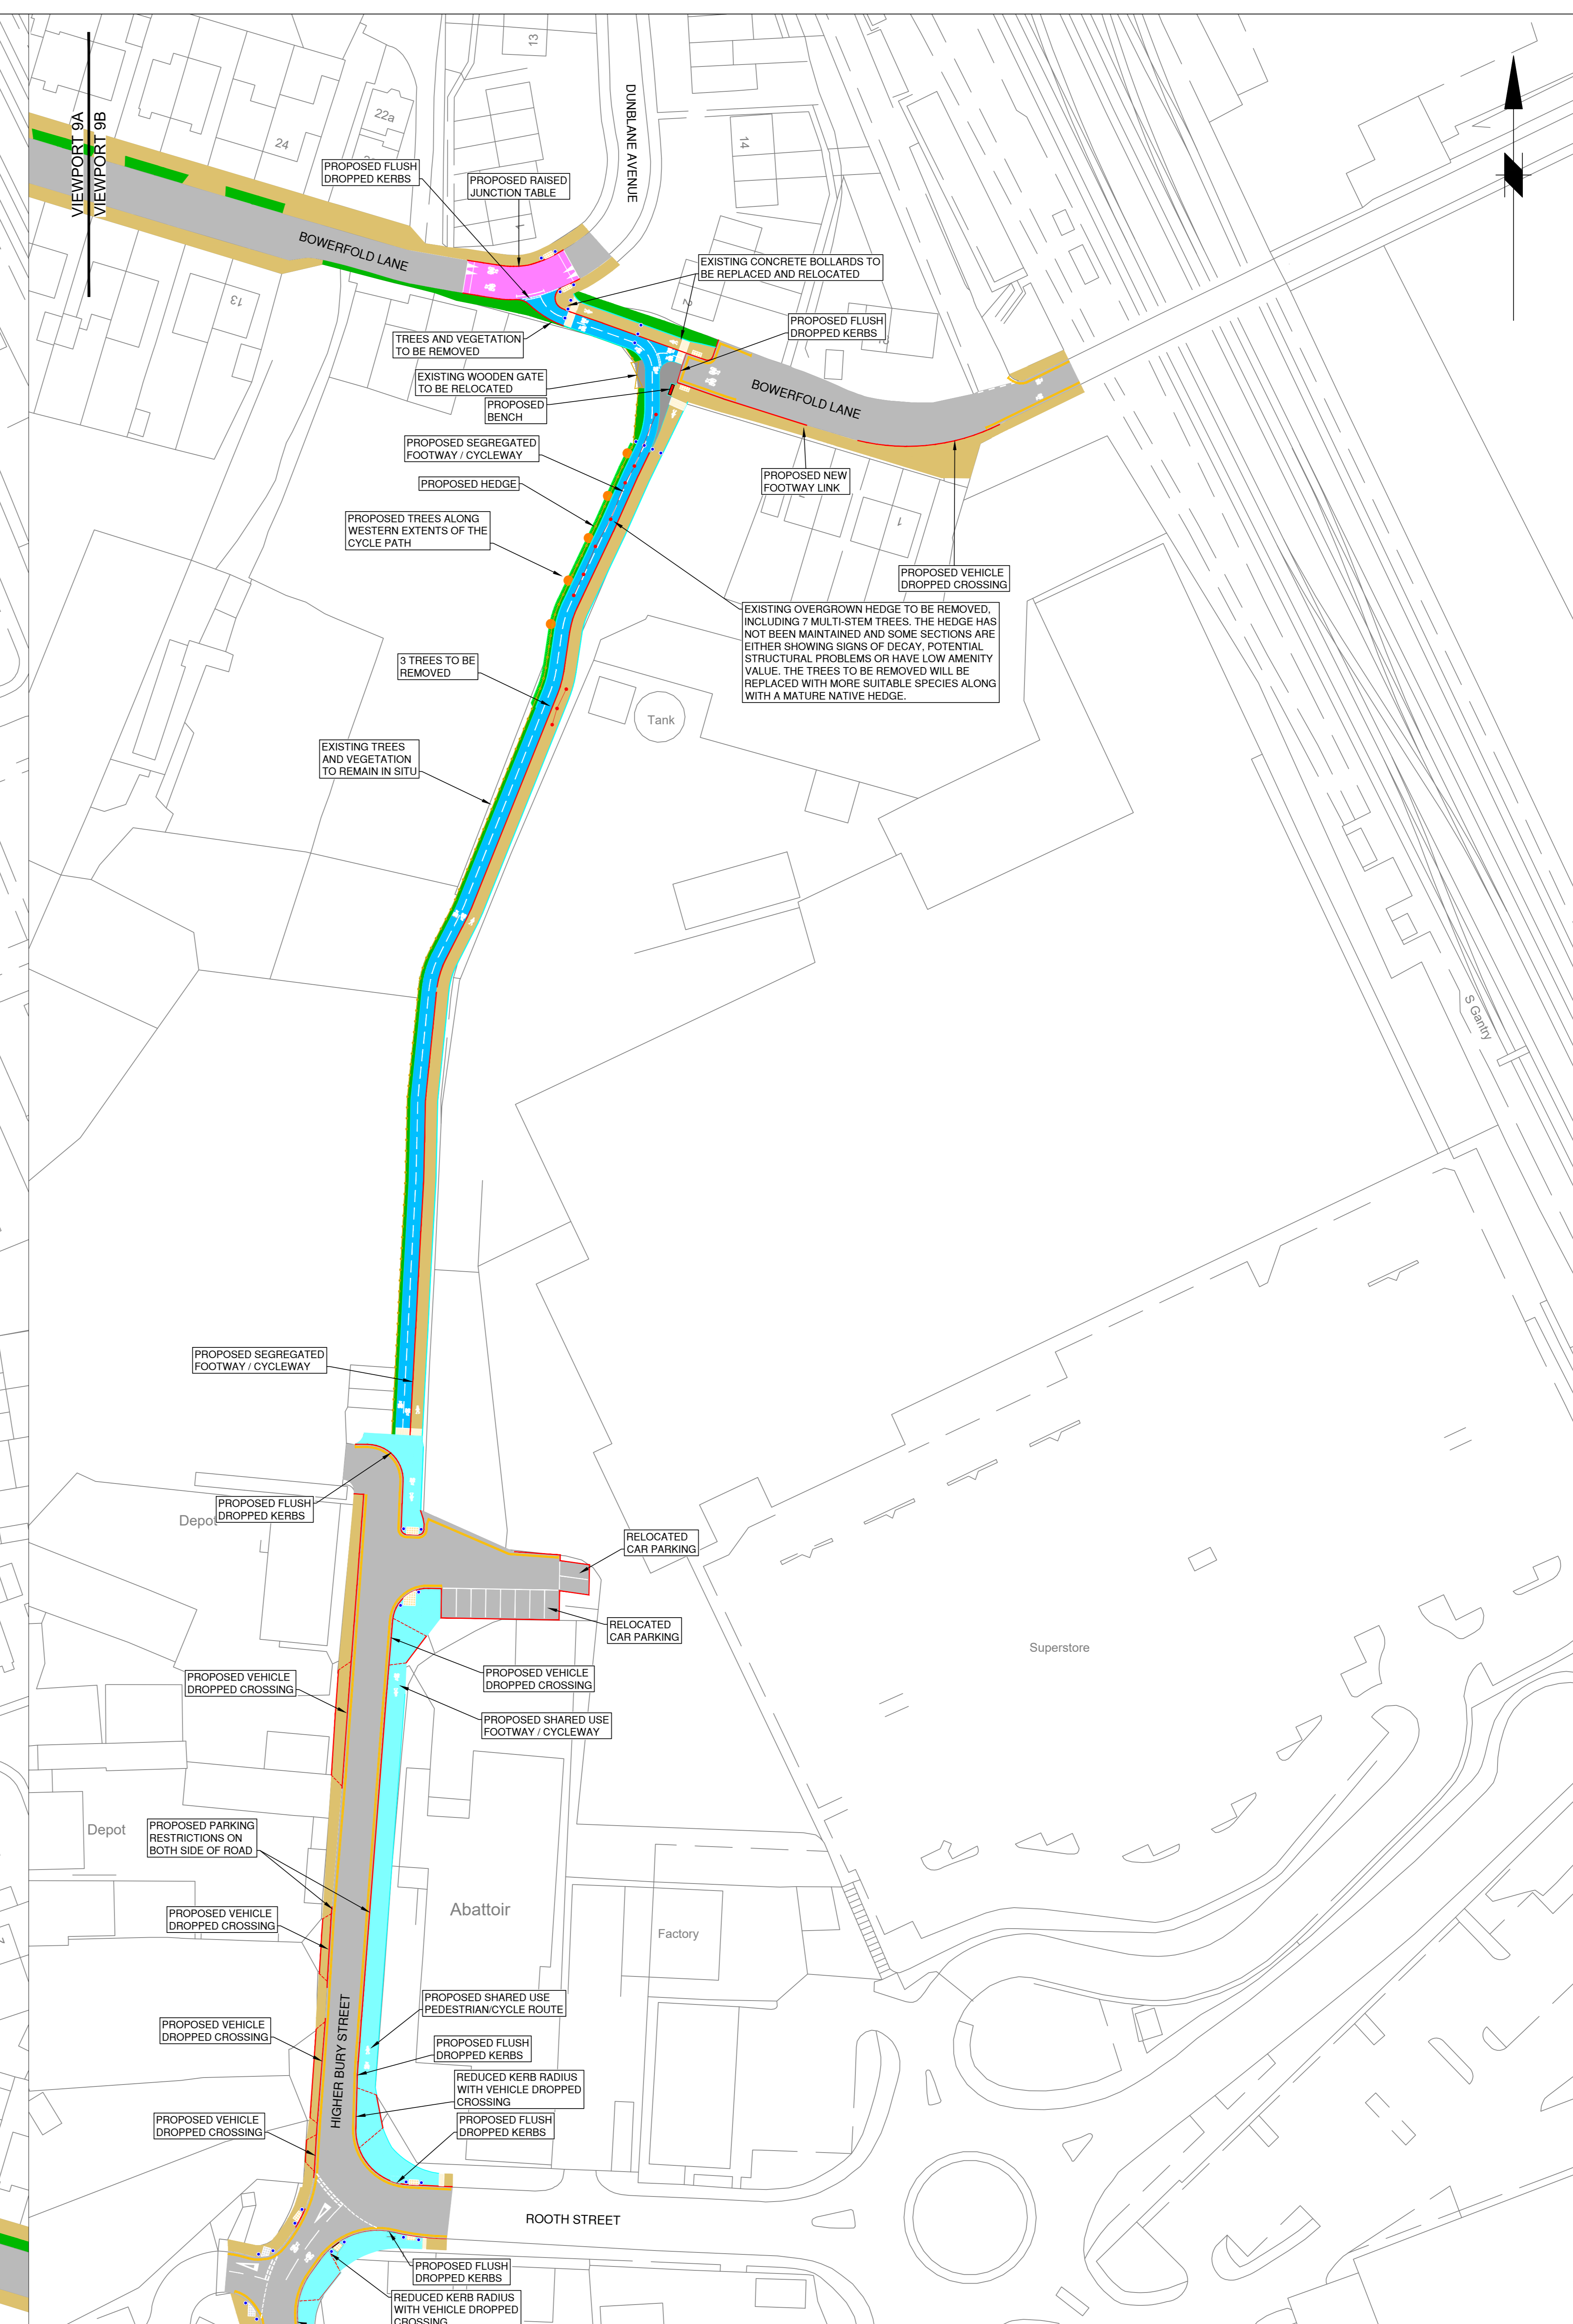 VIEWPORT 9A
VIEWPORT 9B
13
22a
24
DUNBLANE AVENUE
14
PROPOSED FLUSH
DROPPED KERBS
PROPOSED RAISED
JUNCTION TABLE
1
BOWERFOLD LANE
EXISTING CONCRETE BOLLARDS TO
BE REPLACED AND RELOCATED
2
13
PROPOSED FLUSH
DROPPED KERBS
TREES AND VEGETATION
TO BE REMOVED
EXISTING WOODEN GATE
TO BE RELOCATED
PROPOSED
BENCH
BOWERFOLD LANE
PROPOSED SEGREGATED
FOOTWAY / CYCLEWAY
PROPOSED HEDGE
PROPOSED NEW
FOOTWAY LINK
1
PROPOSED TREES ALONG
WESTERN EXTENTS OF THE
CYCLE PATH
PROPOSED VEHICLE
DROPPED CROSSING
EXISTING OVERGROWN HEDGE TO BE REMOVED,
INCLUDING 7 MULTI-STEM TREES. THE HEDGE HAS
NOT BEEN MAINTAINED AND SOME SECTIONS ARE
EITHER SHOWING SIGNS OF DECAY, POTENTIAL
STRUCTURAL PROBLEMS OR HAVE LOW AMENITY
VALUE. THE TREES TO BE REMOVED WILL BE
REPLACED WITH MORE SUITABLE SPECIES ALONG
WITH A MATURE NATIVE HEDGE.
3 TREES TO BE
REMOVED
Tank
EXISTING TREES
AND VEGETATION
TO REMAIN IN SITU
S Gantry
PROPOSED SEGREGATED
FOOTWAY / CYCLEWAY
PROPOSED FLUSH
DROPPED KERBS
Depot
RELOCATED
CAR PARKING
RELOCATED
CAR PARKING
Superstore
PROPOSED VEHICLE
DROPPED CROSSING
PROPOSED VEHICLE
DROPPED CROSSING
PROPOSED SHARED USE
FOOTWAY / CYCLEWAY
PROPOSED PARKING
RESTRICTIONS ON
BOTH SIDE OF ROAD
Depot
PROPOSED VEHICLE
DROPPED CROSSING
Abattoir
Factory
PROPOSED SHARED USE
PEDESTRIAN/CYCLE ROUTE
PROPOSED VEHICLE
DROPPED CROSSING
HIGHER BURY STREET
PROPOSED FLUSH
DROPPED KERBS
REDUCED KERB RADIUS
WITH VEHICLE DROPPED
CROSSING
PROPOSED VEHICLE
DROPPED CROSSING
PROPOSED FLUSH
DROPPED KERBS
ROOTH STREET
PROPOSED FLUSH
DROPPED KERBS
REDUCED KERB RADIUS
WITH VEHICLE DROPPED
CROSSING